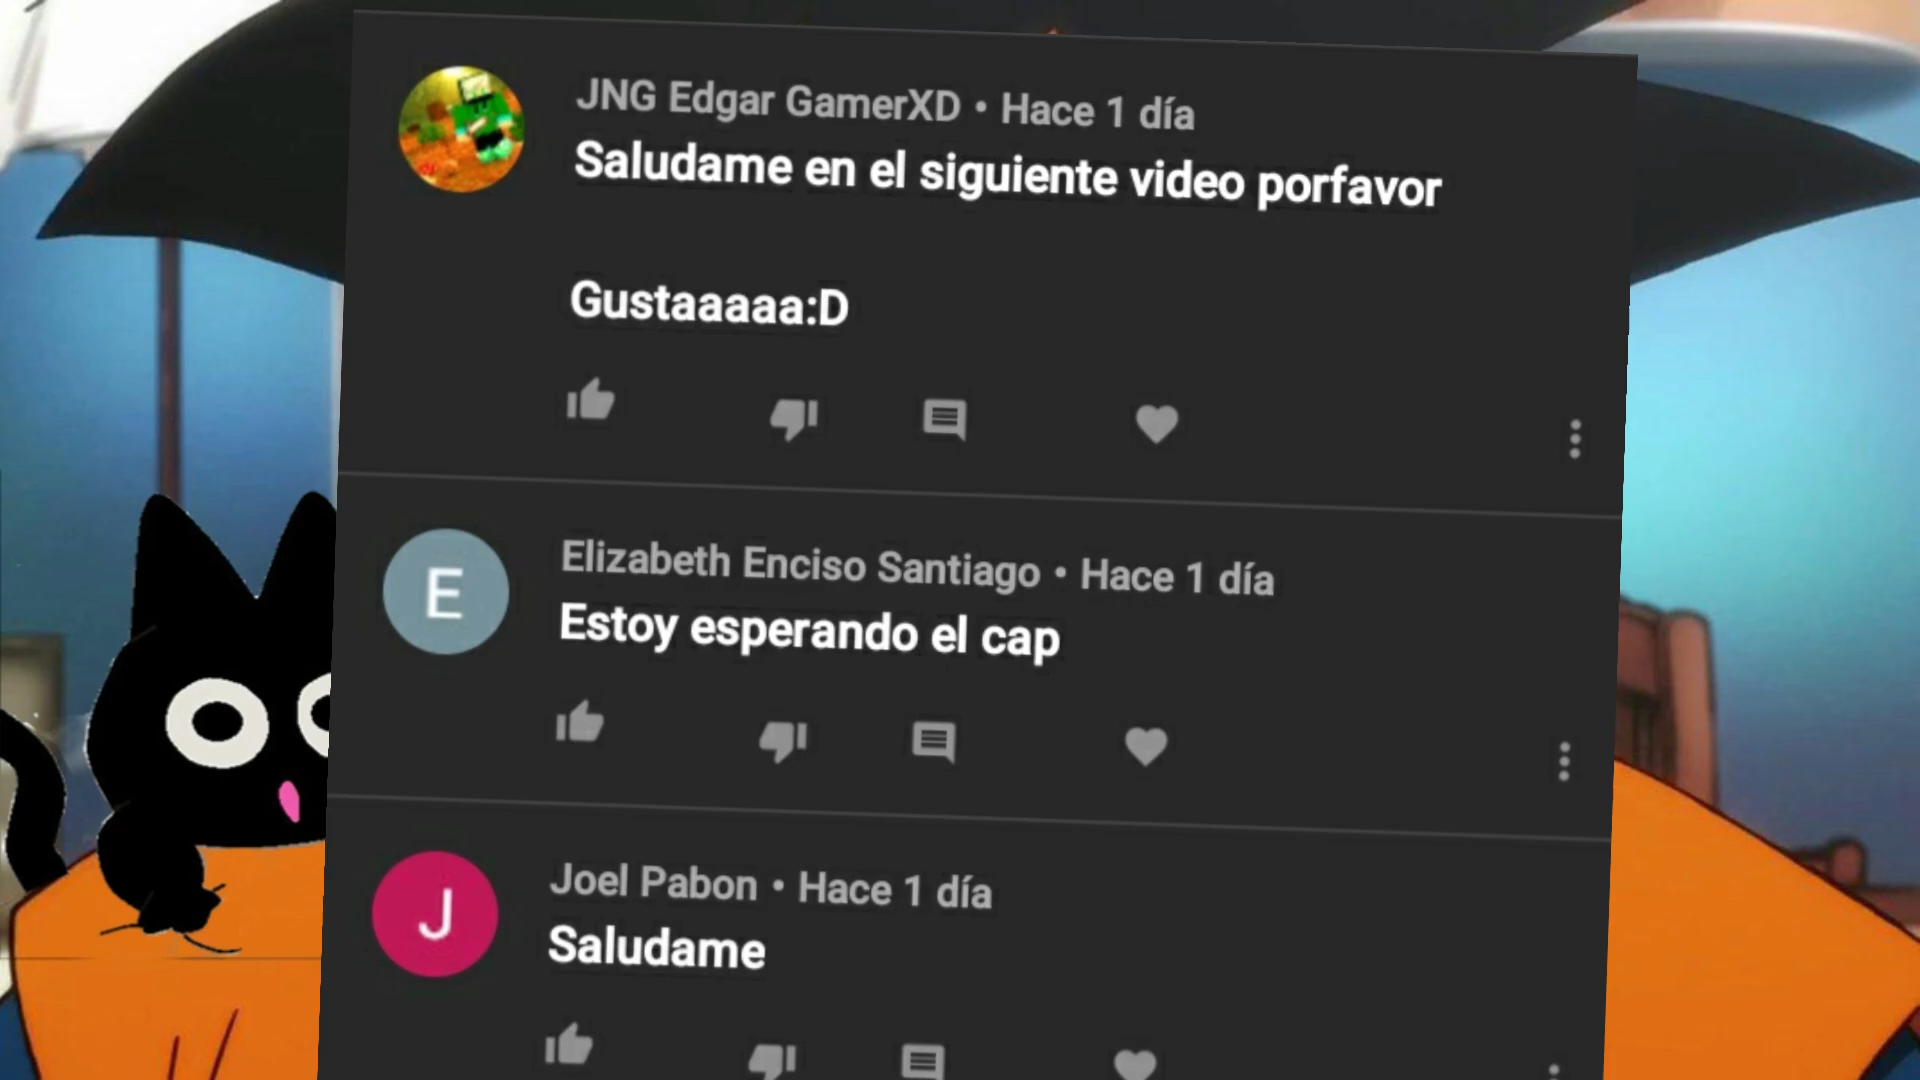 JNG Edgar GamerXD • Hace 1 día
Saludame en el siguiente video porfavor
Gustaaaaa:D
E
Elizabeth Enciso Santiago • Hace 1 día
Estoy esperando el cap
J
Joel Pabon • Hace 1 día
Saludame